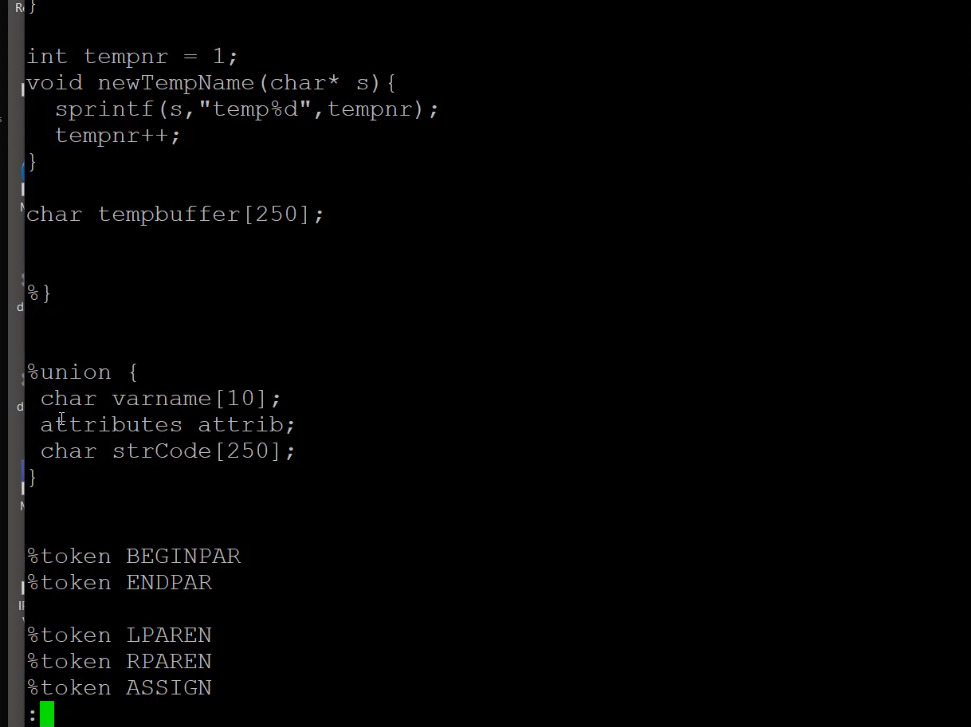 }
int tempnr = 1;
void newTempName(char* s){
  sprintf(s,"temp%d",tempnr);
  tempnr++;
}
char tempbuffer[250];
%}
%union {
 char varname[10];
 attributes attrib;
 char strCode[250];
}
%token BEGINPAR
%token ENDPAR
%token LPAREN
%token RPAREN
%token ASSIGN
: